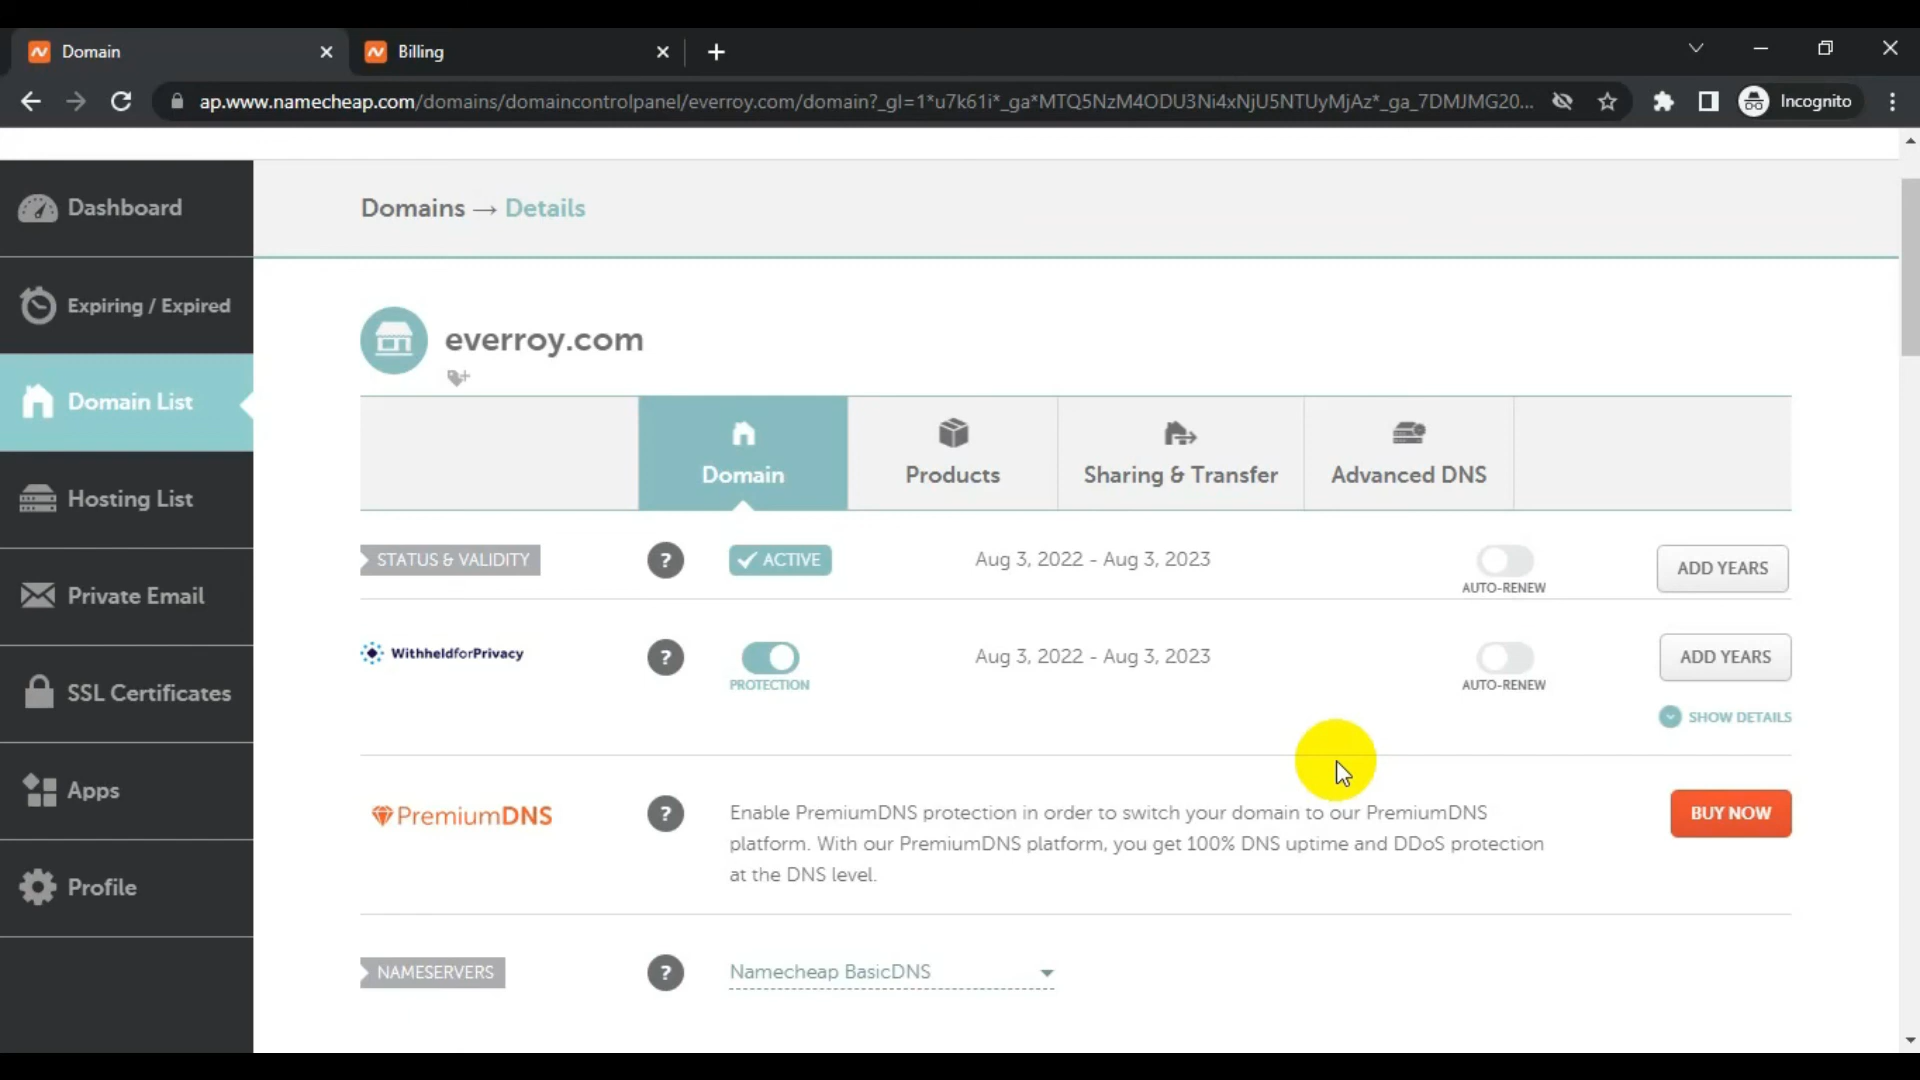 Domain
Billing
ap.www.namecheap.com/domains/domaincontrolpanel/everroy.com/domain?_gl=1*u7k61i*_ga*MTQ5NzM4ODU3Ni4xNjU5NTUyMjAz*_ga_7DMJMG20...
Incognito
Dashboard
Expiring / Expired
Domain List
Hosting List
Private Email
SSL Certificates
Apps
Profile
Domains → Details
everroy.com
Domain
Products
Sharing & Transfer
Advanced DNS
STATUS & VALIDITY
?
ACTIVE
Aug 3, 2022 - Aug 3, 2023
AUTO-RENEW
ADD YEARS
WithheldforPrivacy
?
PROTECTION
Aug 3, 2022 - Aug 3, 2023
AUTO-RENEW
ADD YEARS
SHOW DETAILS
PremiumDNS
?
Enable PremiumDNS protection in order to switch your domain to our PremiumDNS
platform. With our PremiumDNS platform, you get 100% DNS uptime and DDoS protection
at the DNS level.
BUY NOW
NAMESERVERS
?
Namecheap BasicDNS